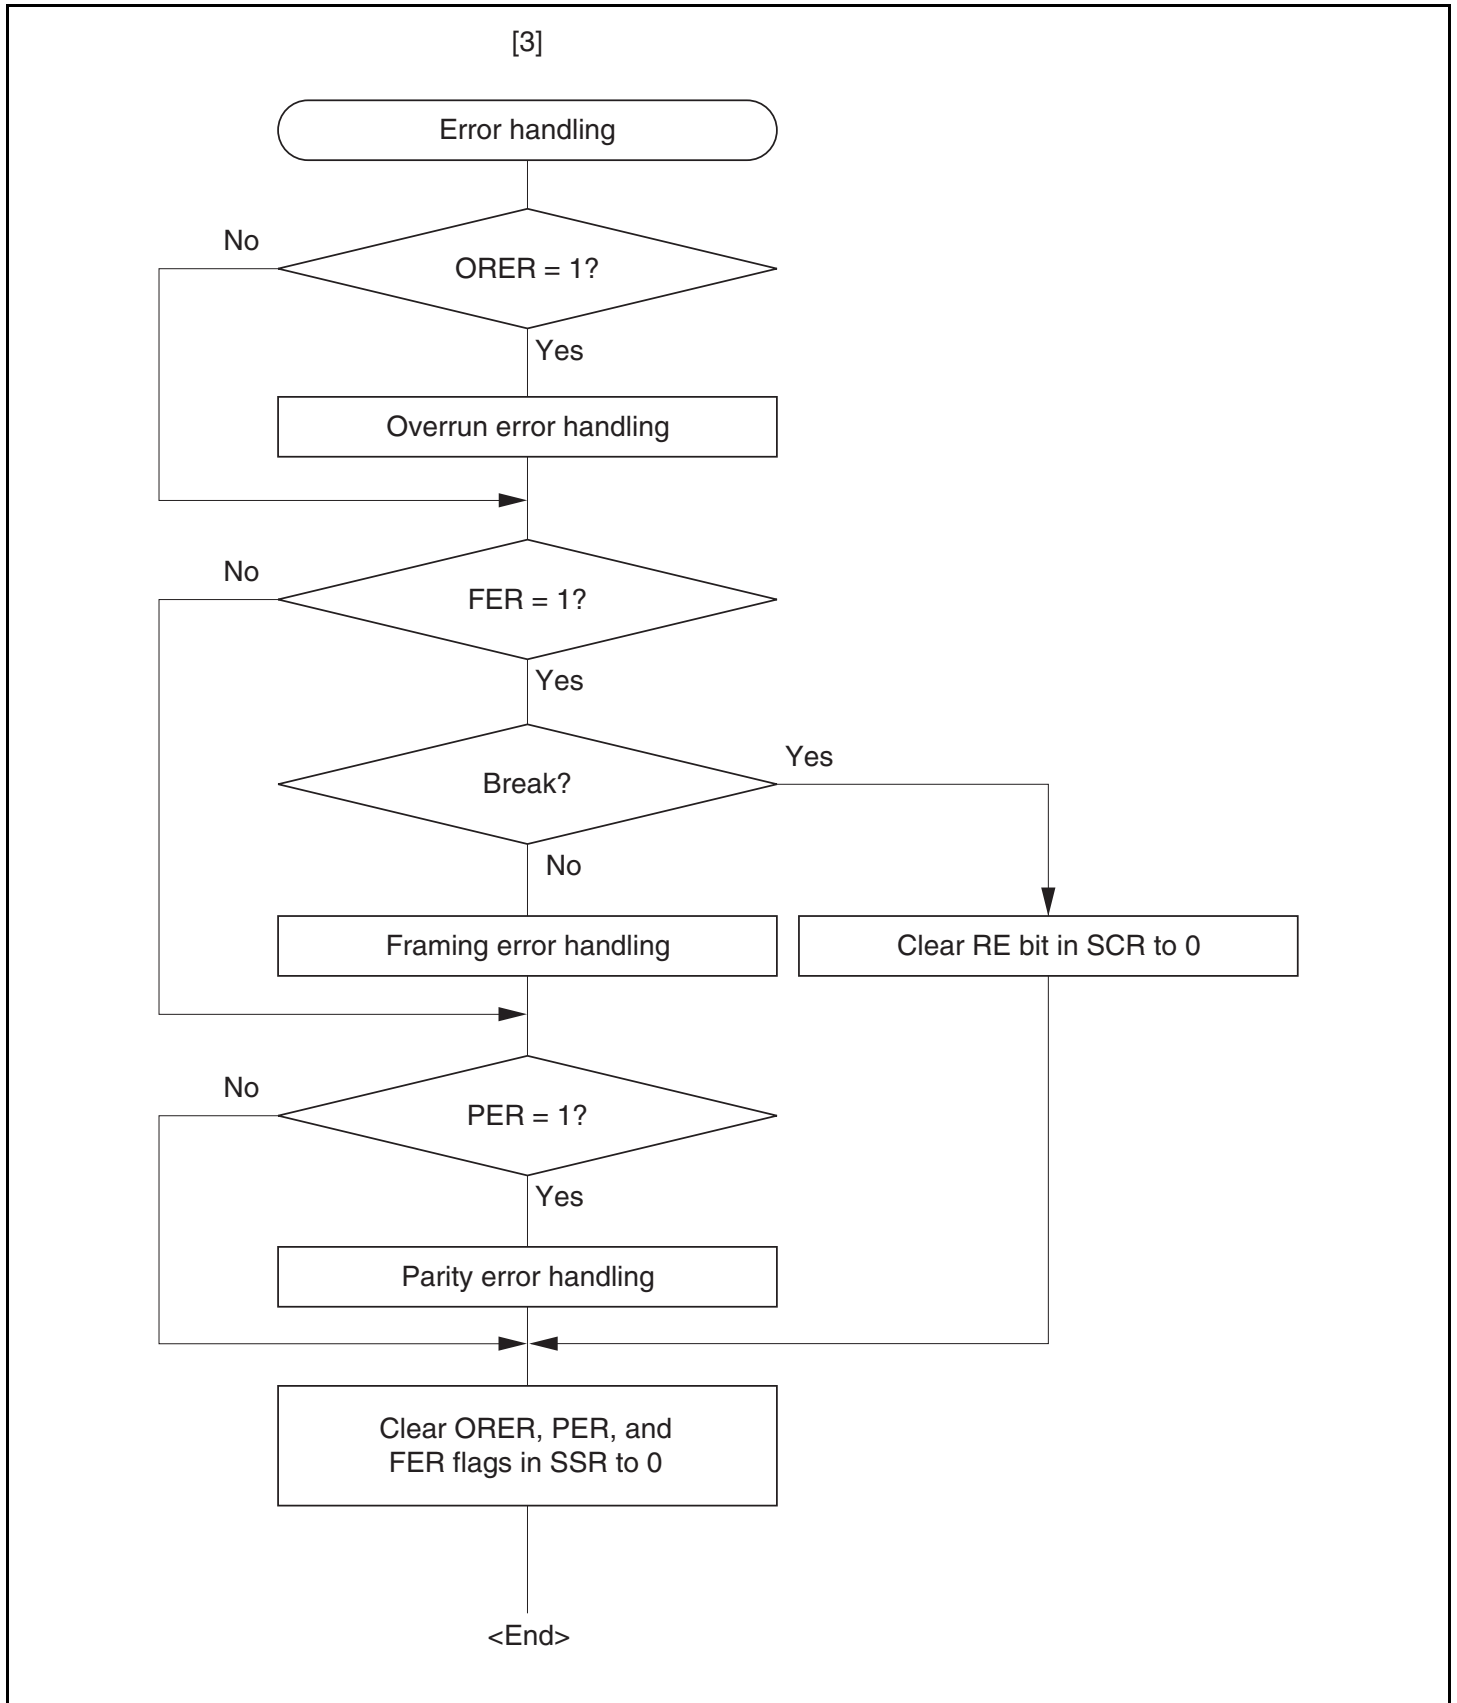 [3]
Error handling
No
ORER = 1?
Yes
Overrun error handling
No
FER = 1?
Yes
Break?
Yes
No
Framing error handling
Clear RE bit in SCR to 0
No
PER = 1?
Yes
Parity error handling
Clear ORER, PER, and
FER flags in SSR to 0
<End>